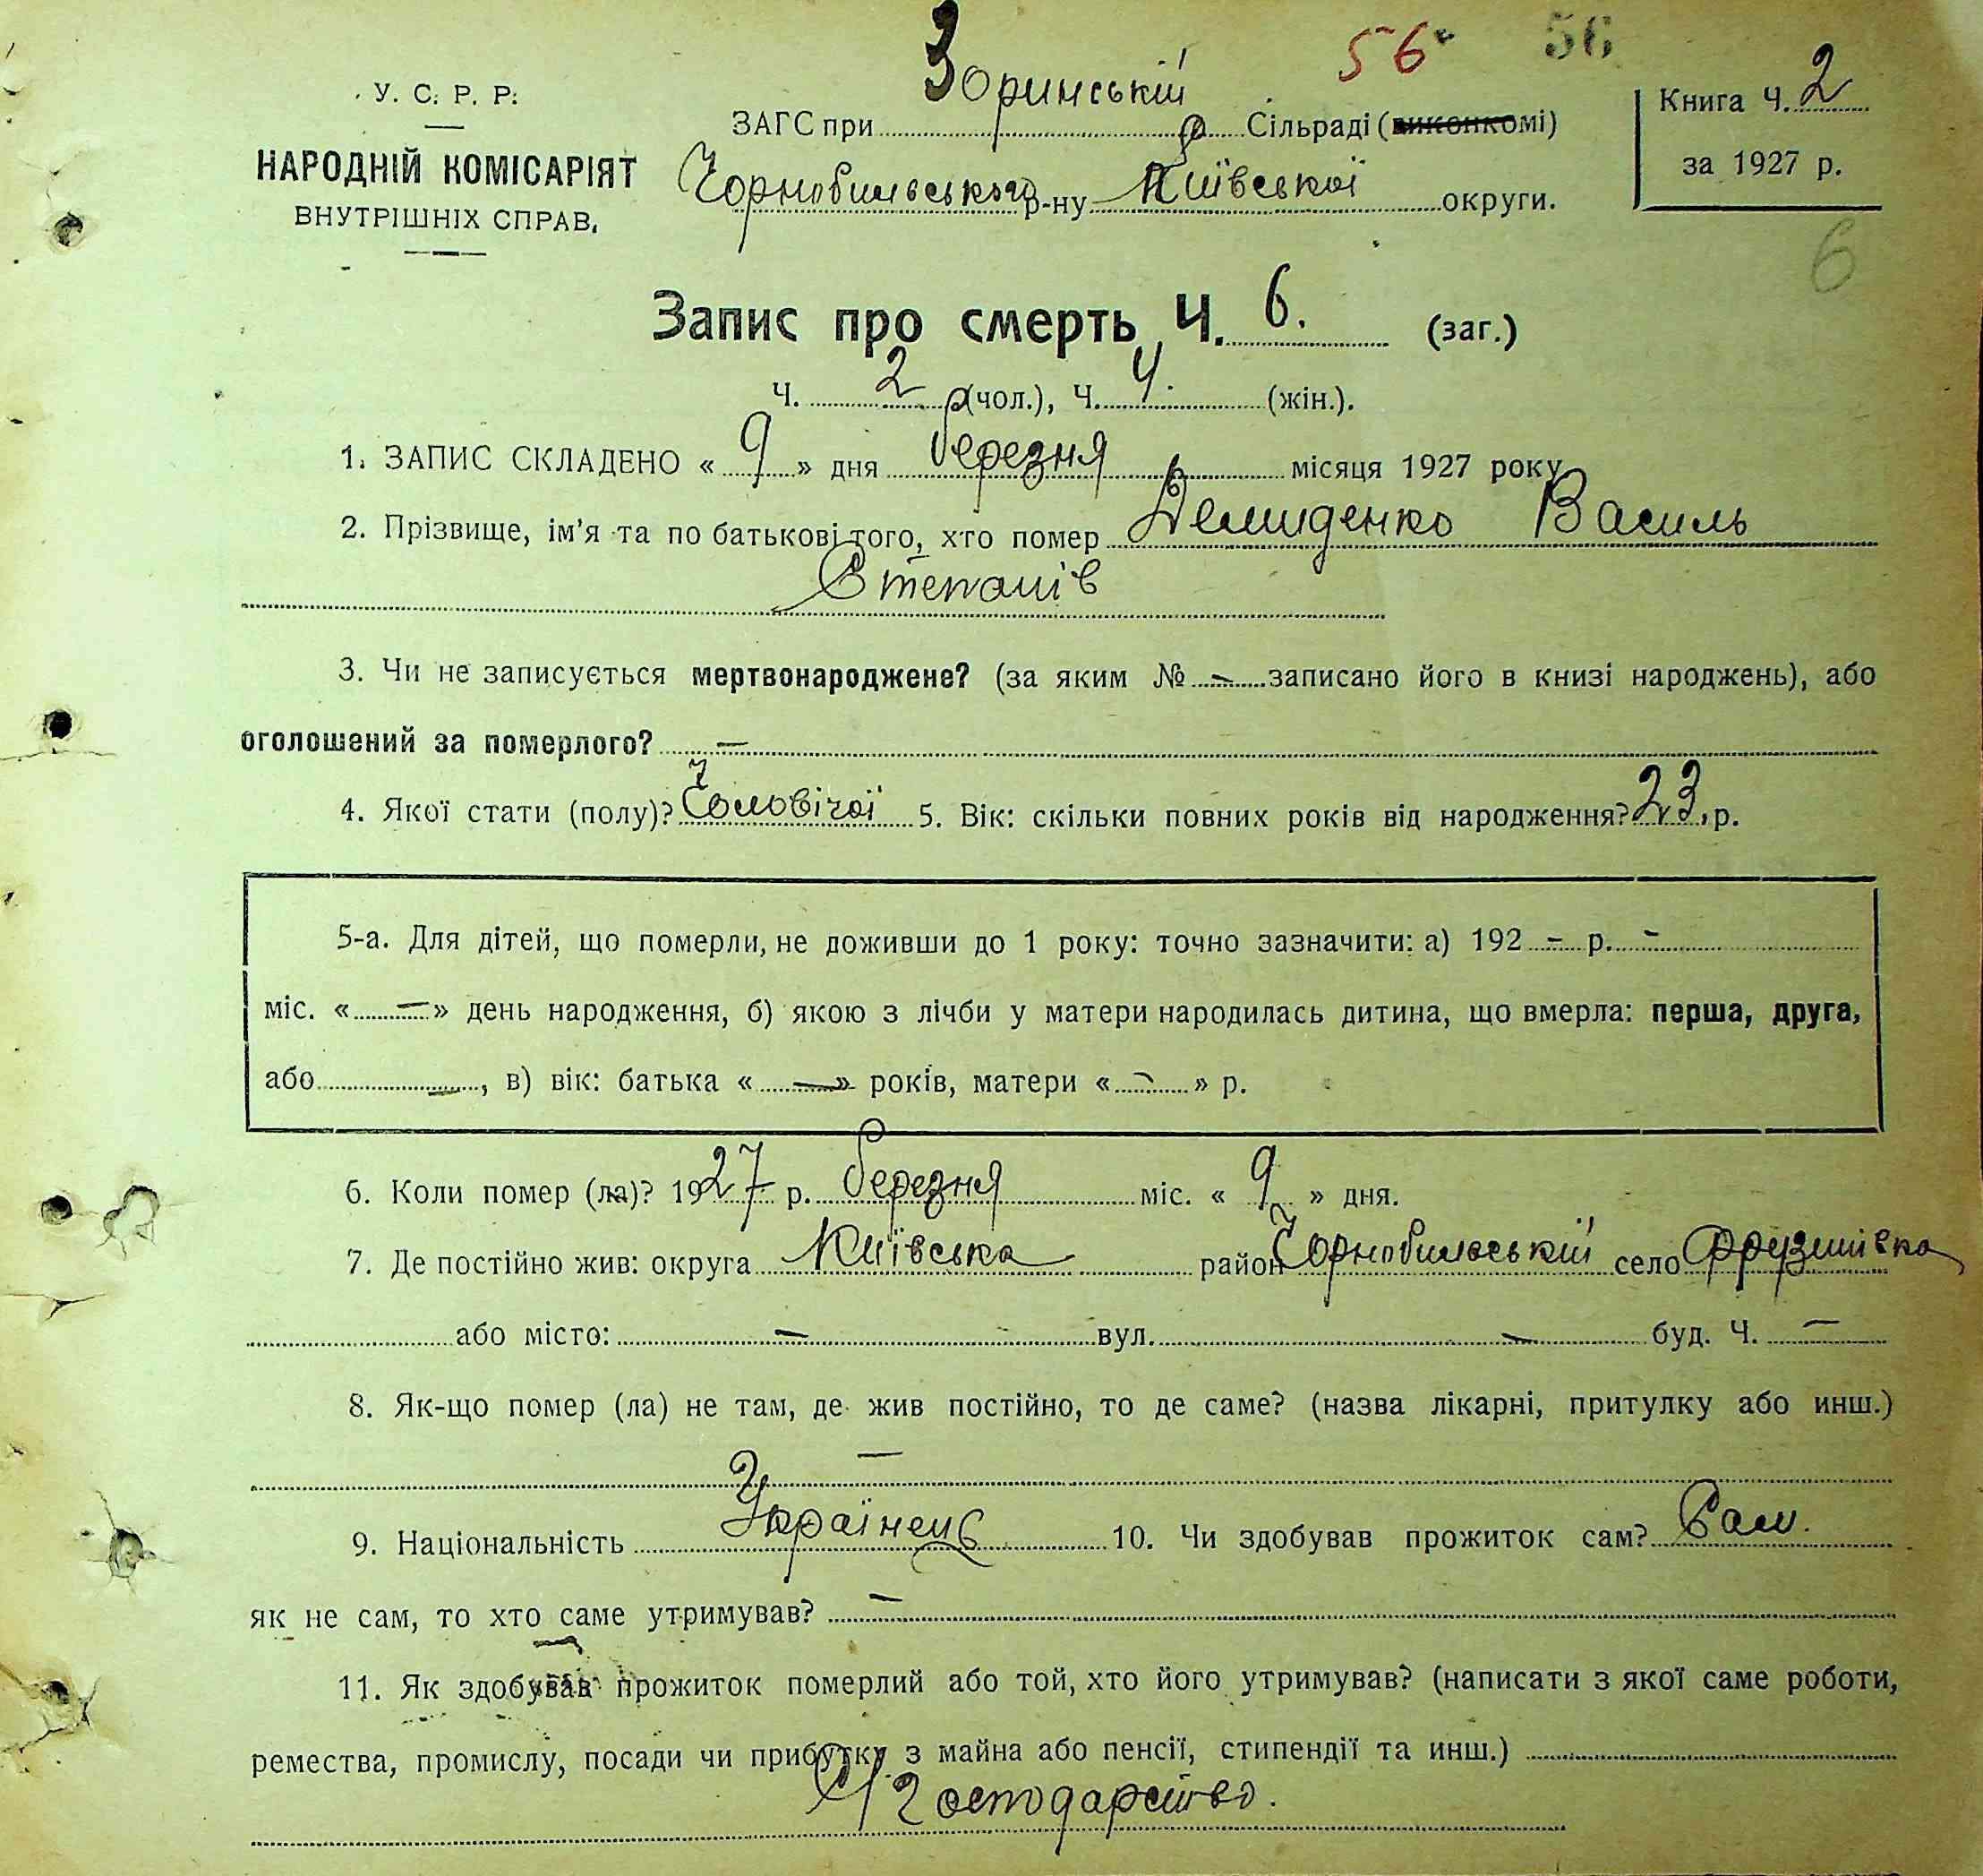 56 56
У. С. Р. Р.
НАРОДНІЙ КОМІСАРІЯТ
ВНУТРІШНІХ СПРАВ.
ЗАГС при Зоринській Сільраді (виконкомі)
Чорнобильського р-ну Київської округи.
Книга Ч. 2
за 1927 р.
6
Запис про смерть Ч. 6. (заг.)
Ч. 2 (чол.), Ч. 4. (жін.).
1. ЗАПИС СКЛАДЕНО « 9 » дня березня місяця 1927 року
2. Прізвище, ім'я та по батькові того, хто помер Демиденко Василь
Степанів
3. Чи не записується мертвонароджене? (за яким № — записано його в книзі народжень), або
оголошений за померлого? —
4. Якої стати (полу)? Чоловічої 5. Вік: скільки повних років від народження? 23 р.
5-а. Для дітей, що померли, не доживши до 1 року: точно зазначити: а) 192 – р. –
міс. « — » день народження, б) якою з лічби у матери народилась дитина, що вмерла: перша, друга,
або — , в) вік: батька « — » років, матери « — » р.
6. Коли помер (ла)? 1927 р. березня міс. « 9 » дня.
7. Де постійно жив: округа Київська район Чорнобильський село
або місто: — вул. — буд. Ч. —
8. Як-що помер (ла) не там, де жив постійно, то де саме? (назва лікарні, притулку або инш.)
—
9. Національність Українець 10. Чи здобував прожиток сам? Сам.
як не сам, то хто саме утримував? —
11. Як здобував прожиток померлий або той, хто його утримував? (написати з якої саме роботи,
ремества, промислу, посади чи прибутку з майна або пенсії, стипендії та инш.)
С/господарство.